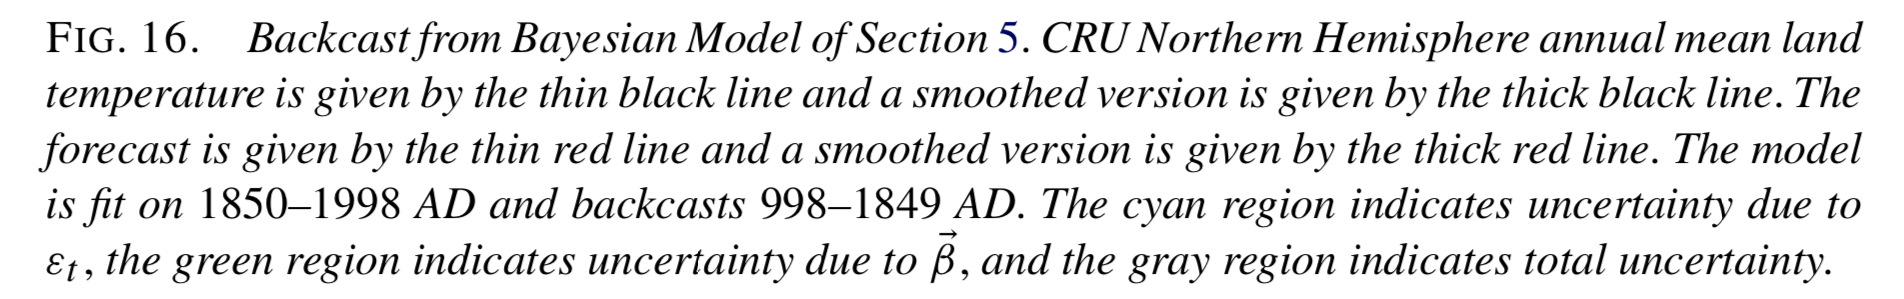 FIG. 16. Backcast from Bayesian Model of Section 5. CRU Northern Hemisphere annual mean land
temperature is given by the thin black line and a smoothed version is given by the thick black line. The
forecast is given by the thin red line and a smoothed version is given by the thick red line. The model
is fit on 1850–1998 AD and backcasts 998–1849 AD. The cyan region indicates uncertainty due to
εt, the green region indicates uncertainty due to β⃗, and the gray region indicates total uncertainty.